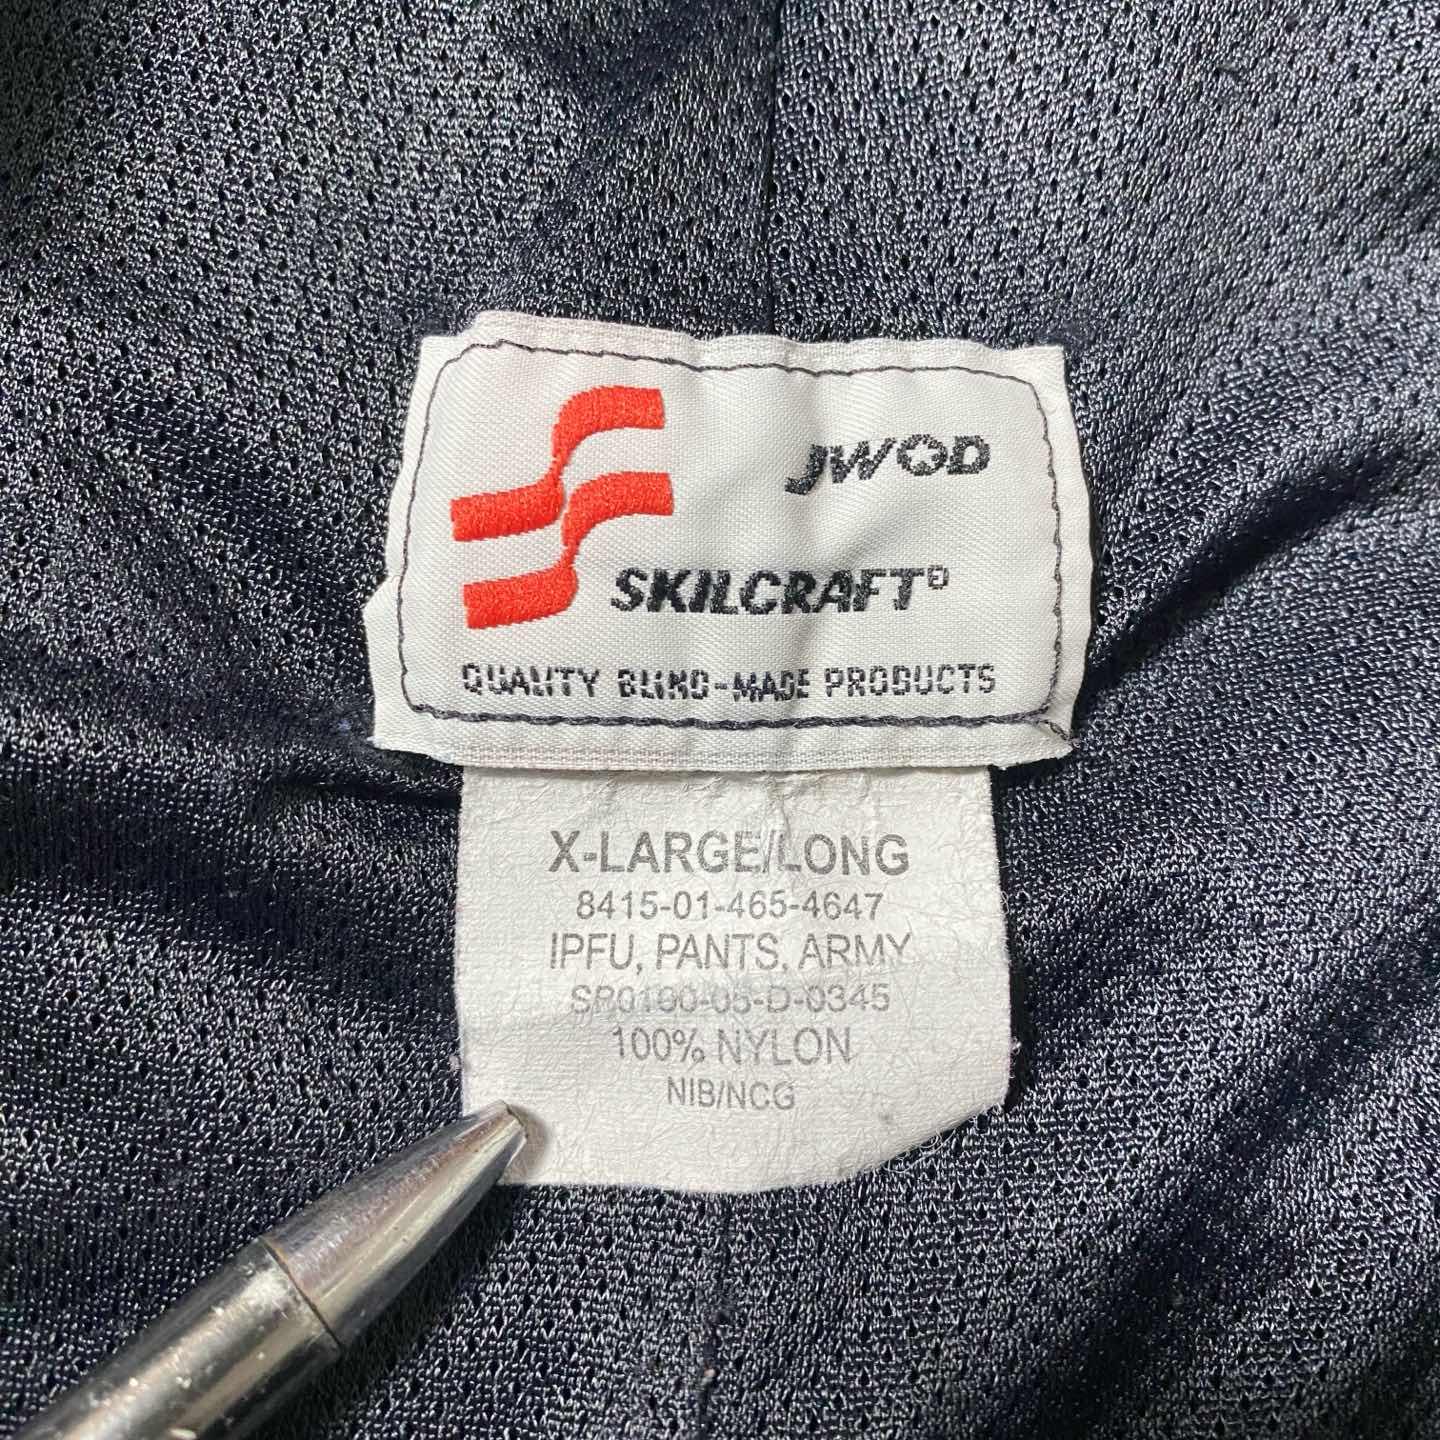 JWOD
SKILCRAFT®
QUALITY BLIND-MADE PRODUCTS
X-LARGE/LONG
8415-01-465-4647
IPFU, PANTS, ARMY
SP0100-05-D-0345
100% NYLON
NIB/NCG